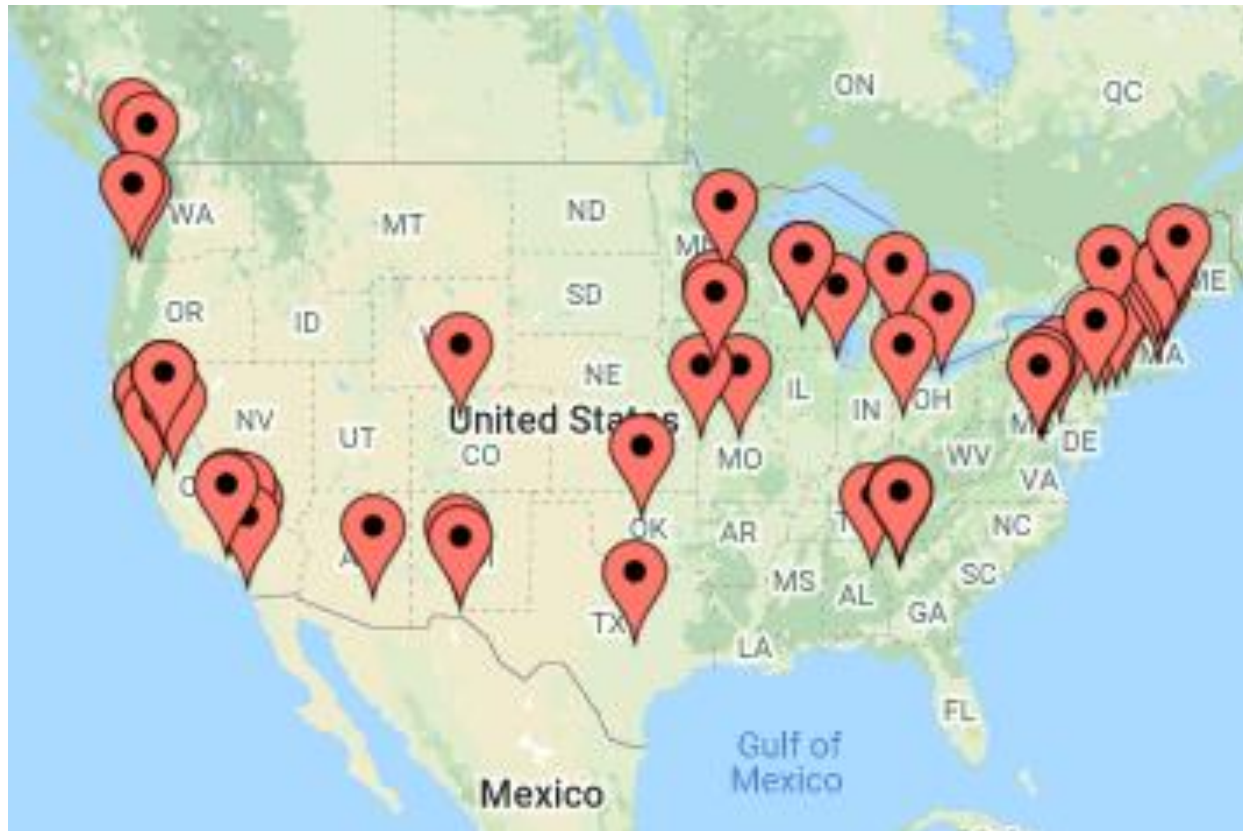 ON
QC
WA
MT
ND
ME
OR
ID
SD
MA
NE
NV
UT
United States
CO
IL
IN
OH
MO
WV
DE
VA
OK
AR
NC
TX
MS
AL
SC
GA
LA
FL
Gulf of
Mexico
Mexico